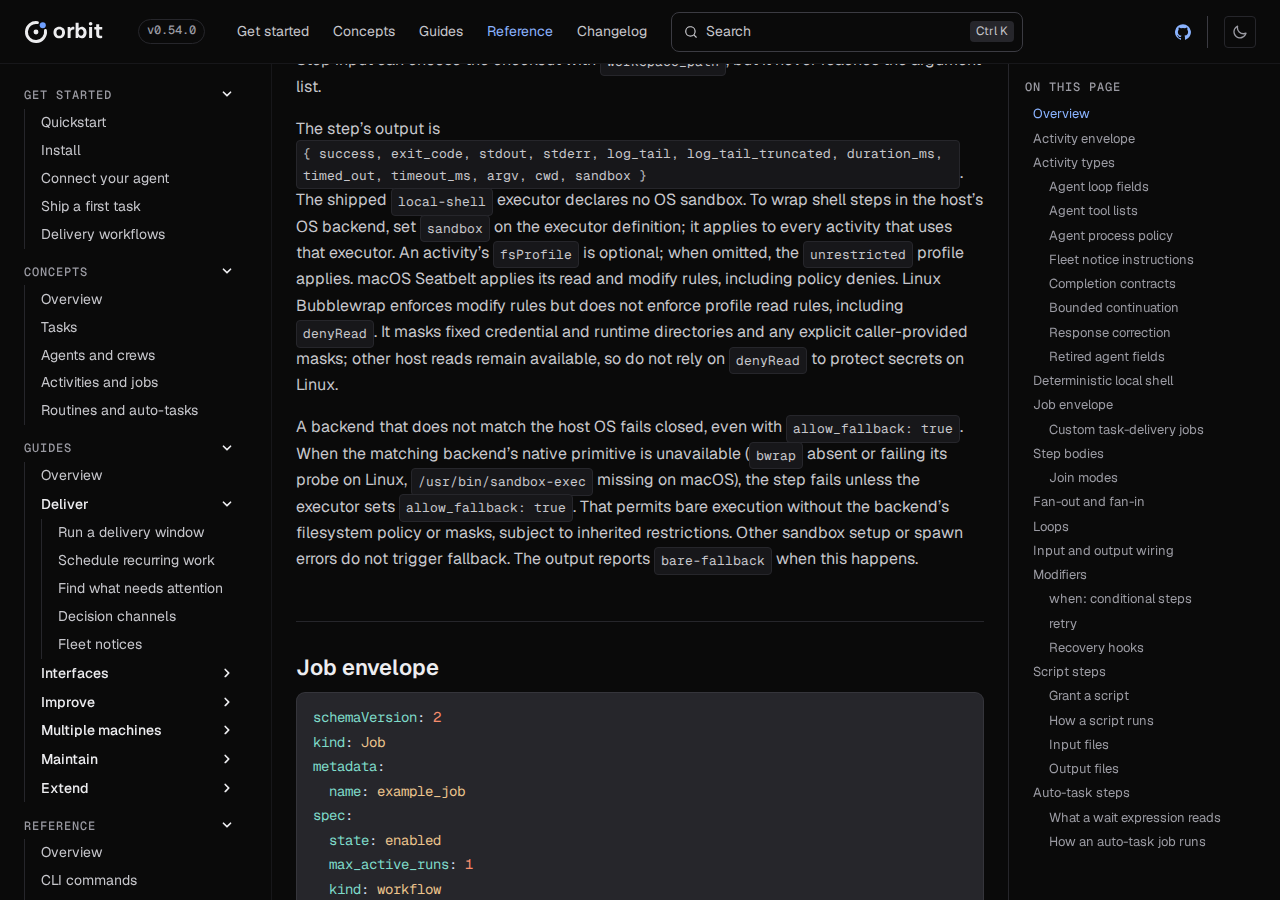 orbit
v0.54.0
Get started
Concepts
Guides
Reference
Changelog
Search
Ctrl K
GET STARTED
Quickstart
Install
Connect your agent
Ship a first task
Delivery workflows
CONCEPTS
Overview
Tasks
Agents and crews
Activities and jobs
Routines and auto-tasks
GUIDES
Overview
Deliver
Run a delivery window
Schedule recurring work
Find what needs attention
Decision channels
Fleet notices
Interfaces
Improve
Multiple machines
Maintain
Extend
REFERENCE
Overview
CLI commands
list.
The step’s output is
{ success, exit_code, stdout, stderr, log_tail, log_tail_truncated, duration_ms,
timed_out, timeout_ms, argv, cwd, sandbox }.
The shipped local-shell executor declares no OS sandbox. To wrap shell steps in the host’s
OS backend, set sandbox on the executor definition; it applies to every activity that uses
that executor. An activity’s fsProfile is optional; when omitted, the unrestricted profile
applies. macOS Seatbelt applies its read and modify rules, including policy denies. Linux
Bubblewrap enforces modify rules but does not enforce profile read rules, including
denyRead. It masks fixed credential and runtime directories and any explicit caller-provided
masks; other host reads remain available, so do not rely on denyRead to protect secrets on
Linux.
A backend that does not match the host OS fails closed, even with allow_fallback: true.
When the matching backend’s native primitive is unavailable (bwrap absent or failing its
probe on Linux, /usr/bin/sandbox-exec missing on macOS), the step fails unless the
executor sets allow_fallback: true. That permits bare execution without the backend’s
filesystem policy or masks, subject to inherited restrictions. Other sandbox setup or spawn
errors do not trigger fallback. The output reports bare-fallback when this happens.
Job envelope
schemaVersion: 2
kind: Job
metadata:
name: example_job
spec:
state: enabled
max_active_runs: 1
kind: workflow
ON THIS PAGE
Overview
Activity envelope
Activity types
Agent loop fields
Agent tool lists
Agent process policy
Fleet notice instructions
Completion contracts
Bounded continuation
Response correction
Retired agent fields
Deterministic local shell
Job envelope
Custom task-delivery jobs
Step bodies
Join modes
Fan-out and fan-in
Loops
Input and output wiring
Modifiers
when: conditional steps
retry
Recovery hooks
Script steps
Grant a script
How a script runs
Input files
Output files
Auto-task steps
What a wait expression reads
How an auto-task job runs